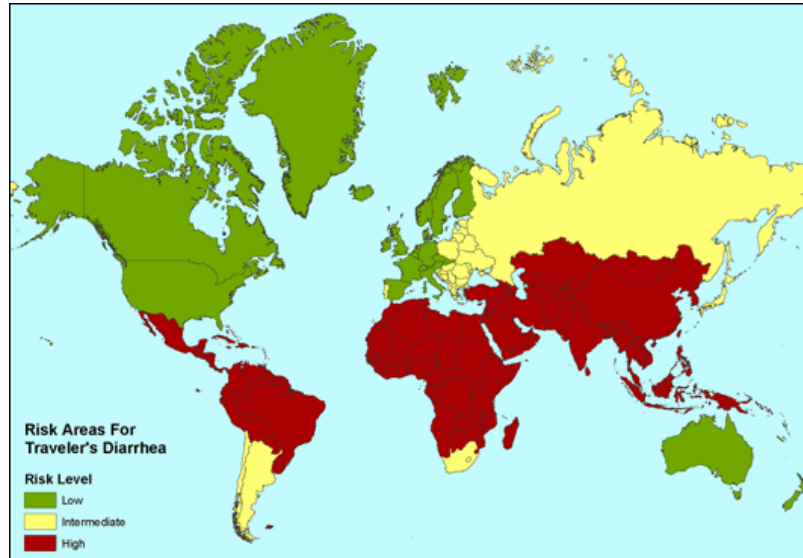 Risk Areas For
Traveler's Diarrhea
Risk Level
Low
Intermediate
High